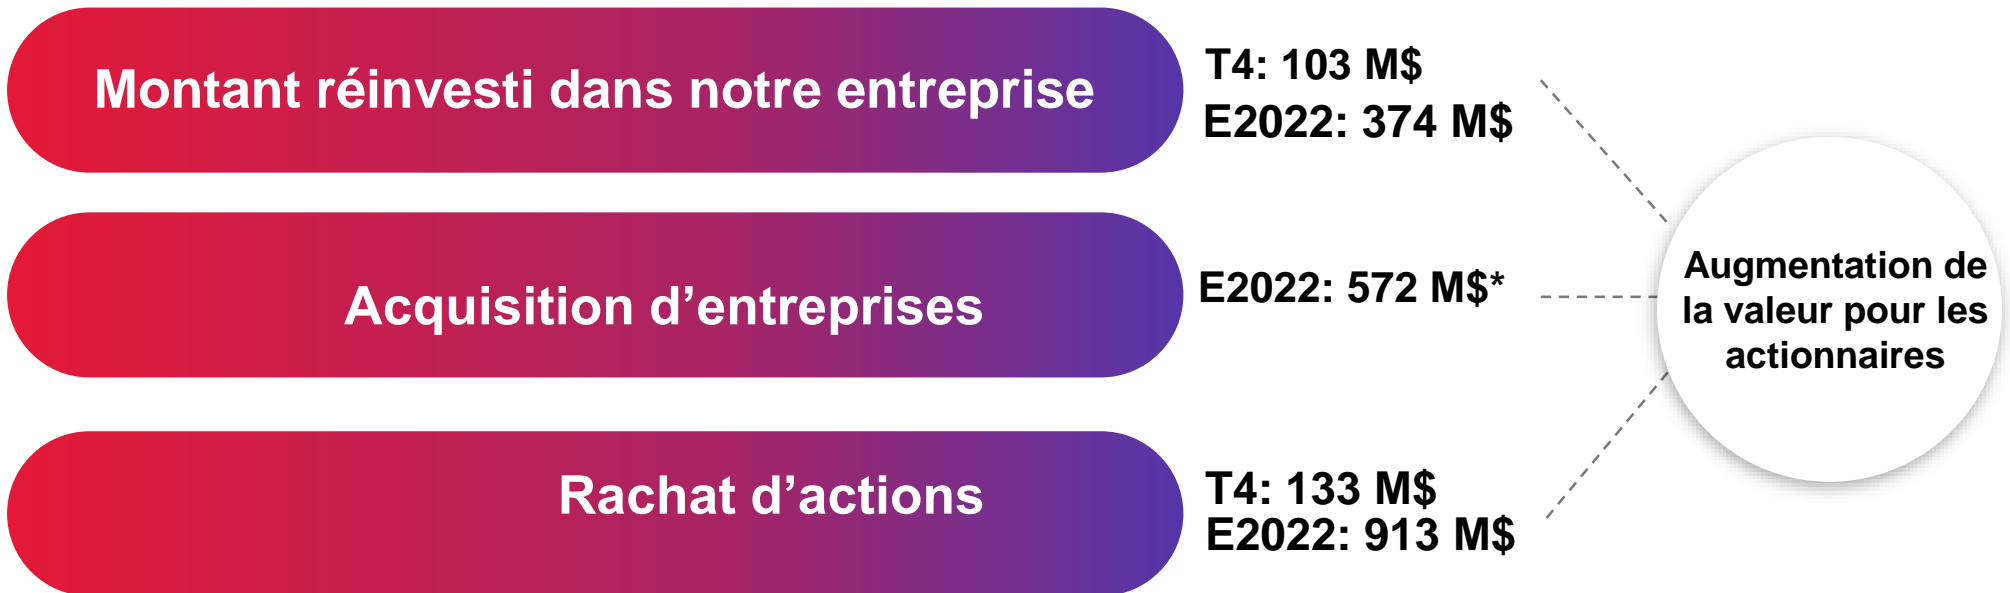 Montant réinvesti dans notre entreprise
T4: 103 M$
E2022: 374 M$
Acquisition d’entreprises
E2022: 572 M$*
Rachat d’actions
T4: 133 M$
E2022: 913 M$
Augmentation de
la valeur pour les
actionnaires